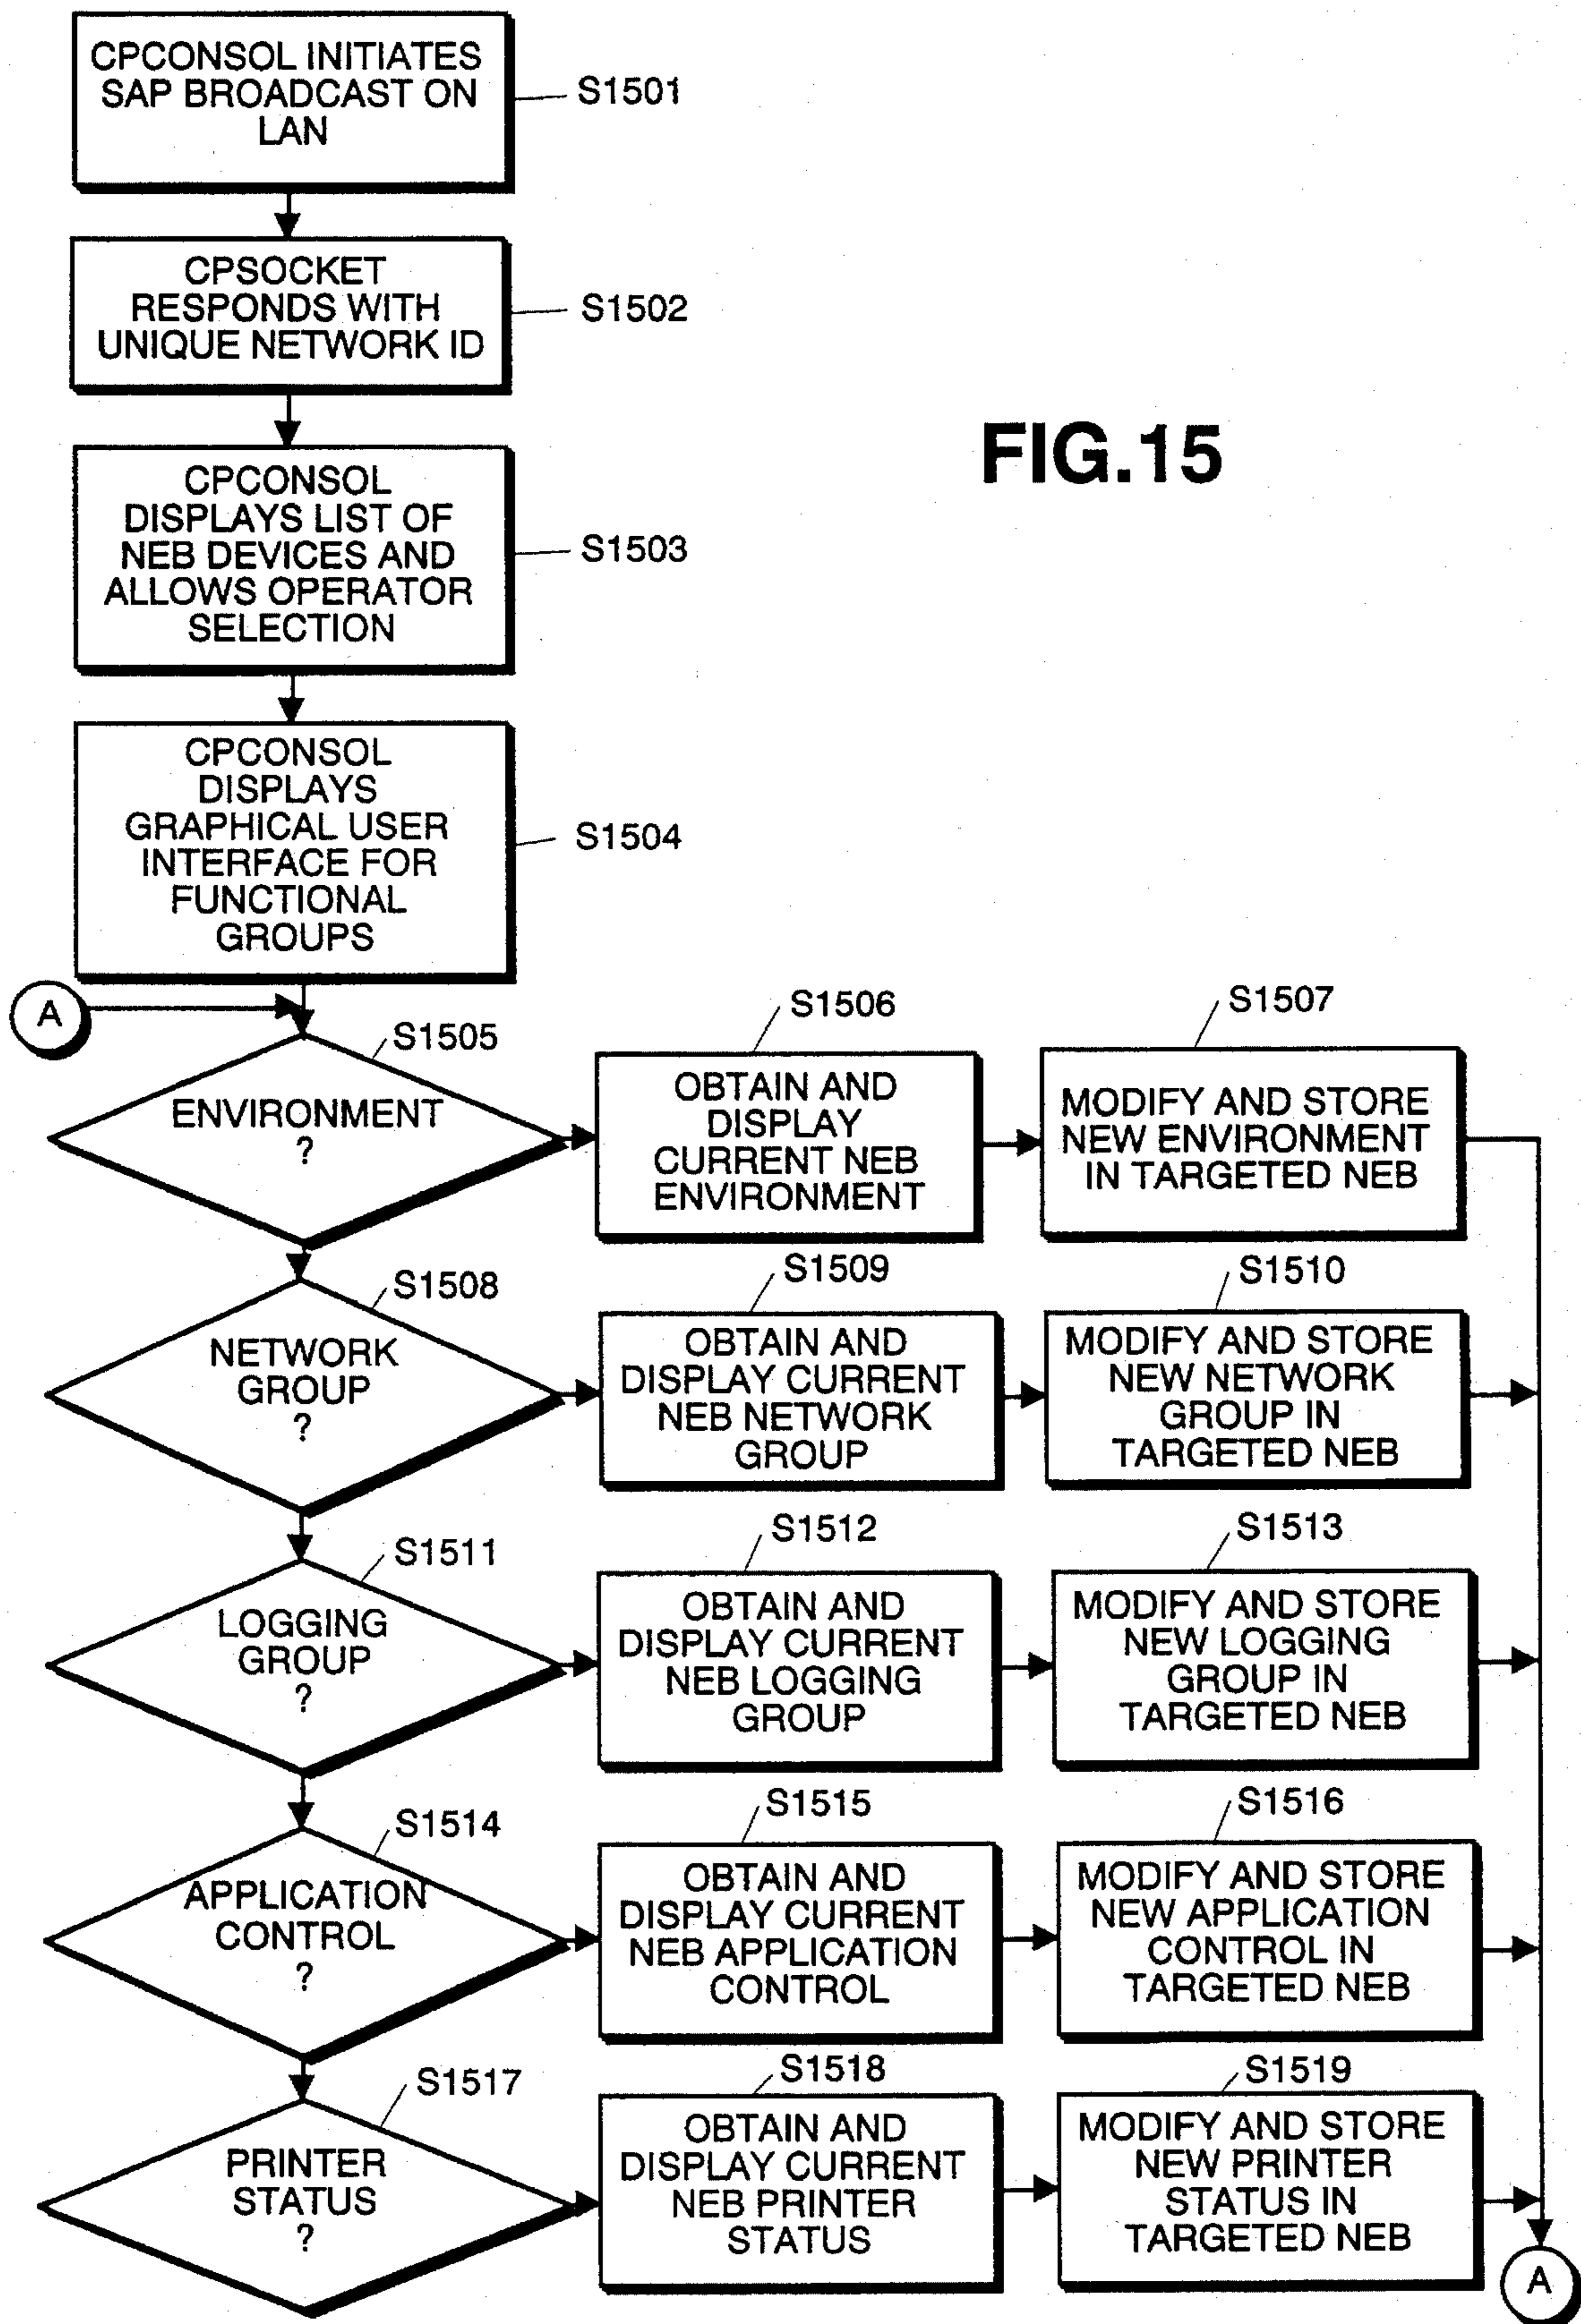 CPCONSOL INITIATES
SAP BROADCAST ON
LAN
S1501
CPSOCKET
RESPONDS WITH
UNIQUE NETWORK ID
S1502
FIG.15
CPCONSOL
DISPLAYS LIST OF
NEB DEVICES AND
ALLOWS OPERATOR
SELECTION
S1503
CPCONSOL
DISPLAYS
GRAPHICAL USER
INTERFACE FOR
FUNCTIONAL
GROUPS
S1504
A
S1505
ENVIRONMENT
?
S1506
OBTAIN AND
DISPLAY
CURRENT NEB
ENVIRONMENT
S1507
MODIFY AND STORE
NEW ENVIRONMENT
IN TARGETED NEB
S1508
NETWORK
GROUP
?
S1509
OBTAIN AND
DISPLAY CURRENT
NEB NETWORK
GROUP
S1510
MODIFY AND STORE
NEW NETWORK
GROUP IN
TARGETED NEB
S1511
LOGGING
GROUP
?
S1512
OBTAIN AND
DISPLAY CURRENT
NEB LOGGING
GROUP
S1513
MODIFY AND STORE
NEW LOGGING
GROUP IN
TARGETED NEB
S1514
APPLICATION
CONTROL
?
S1515
OBTAIN AND
DISPLAY CURRENT
NEB APPLICATION
CONTROL
S1516
MODIFY AND STORE
NEW APPLICATION
CONTROL IN
TARGETED NEB
S1517
PRINTER
STATUS
?
S1518
OBTAIN AND
DISPLAY CURRENT
NEB PRINTER
STATUS
S1519
MODIFY AND STORE
NEW PRINTER
STATUS IN
TARGETED NEB
A